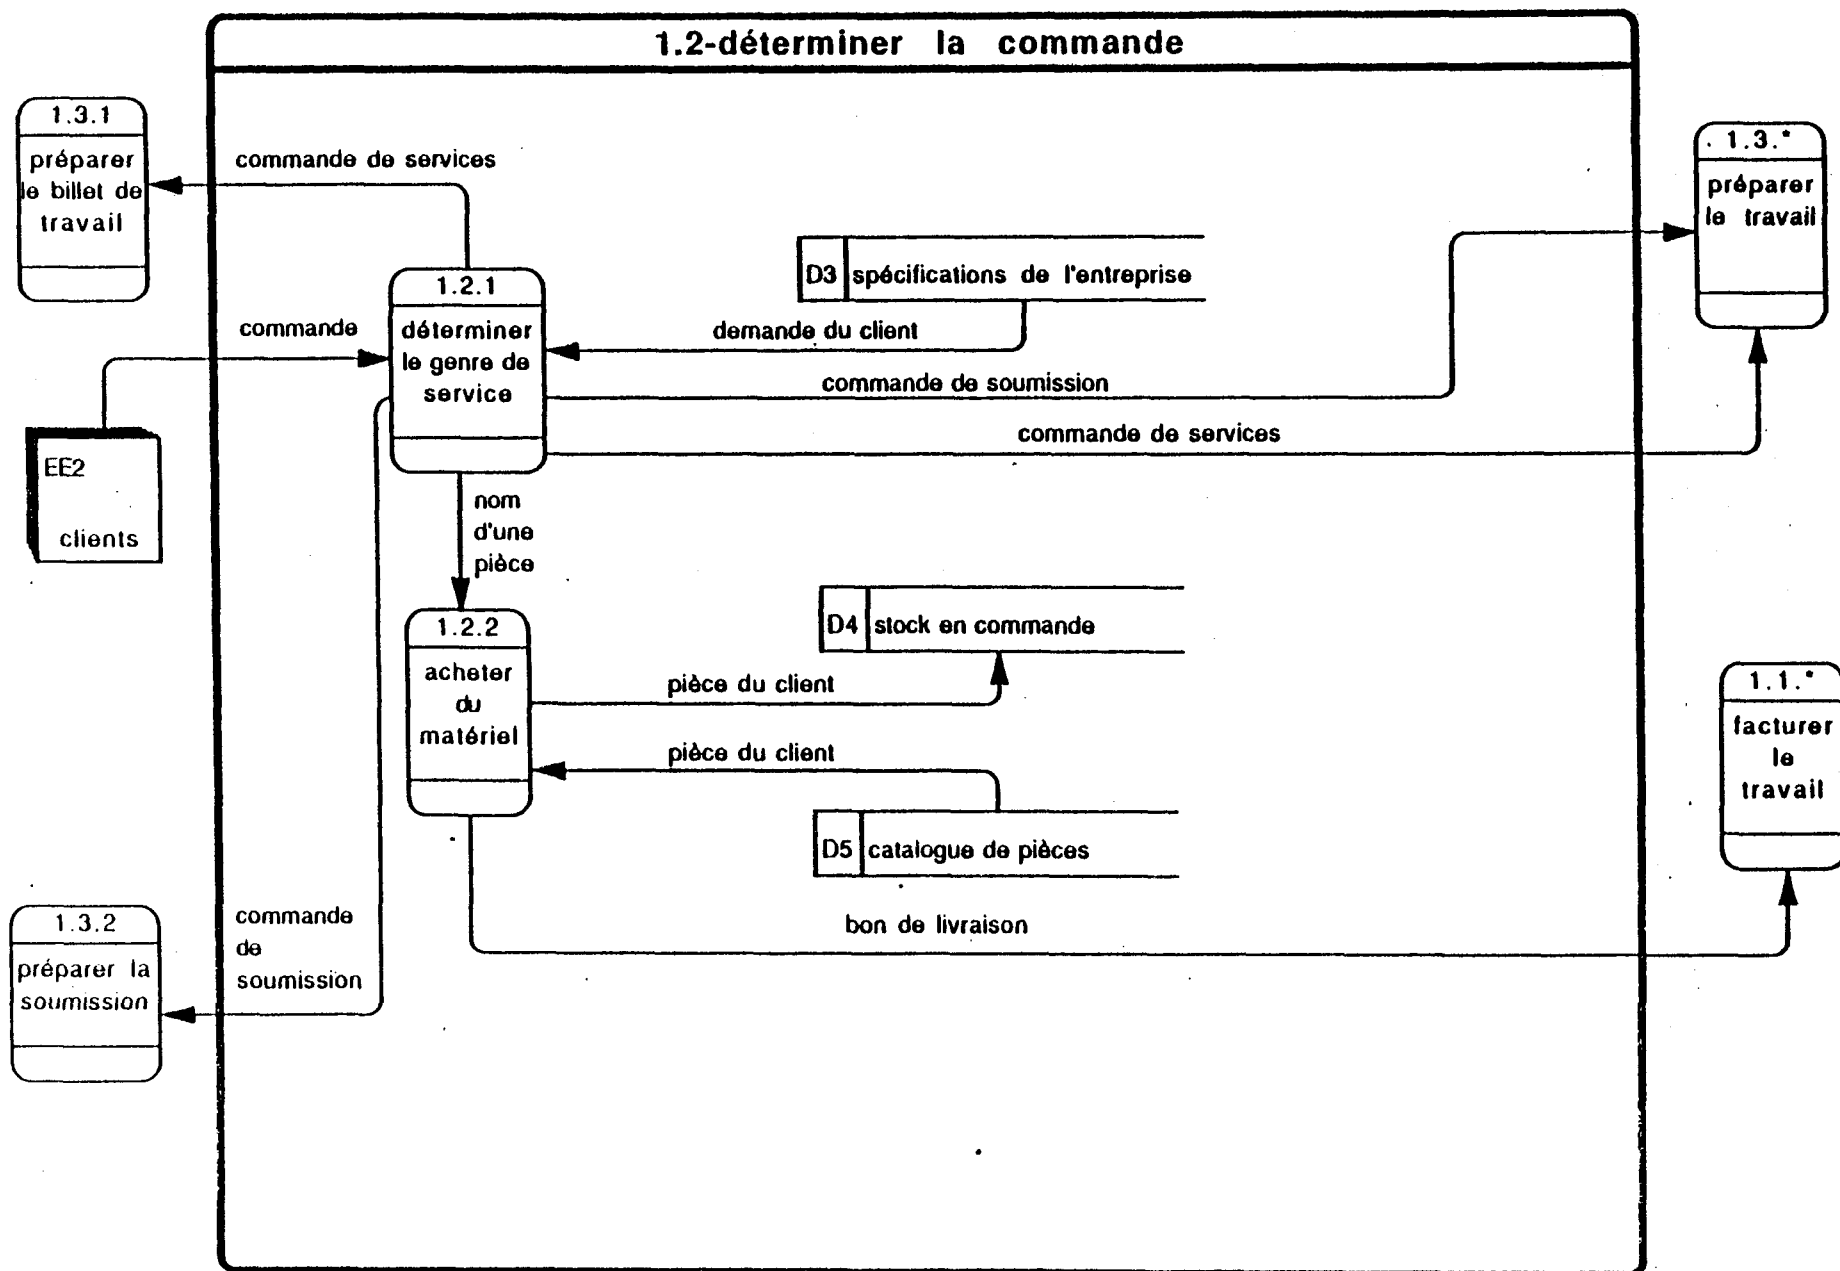 1.2-déterminer la commande
1.3.1
préparer
le billet de
travail
commande de services
1.3.*
préparer
le travail
D3 spécifications de l'entreprise
1.2.1
déterminer
le genre de
service
commande
demande du client
commande de soumission
commande de services
EE2
clients
nom
d'une
pièce
1.2.2
acheter
du
matériel
D4 stock en commande
pièce du client
pièce du client
D5 catalogue de pièces
1.1.*
facturer
le
travail
bon de livraison
commande
de
soumission
1.3.2
préparer la
soumission